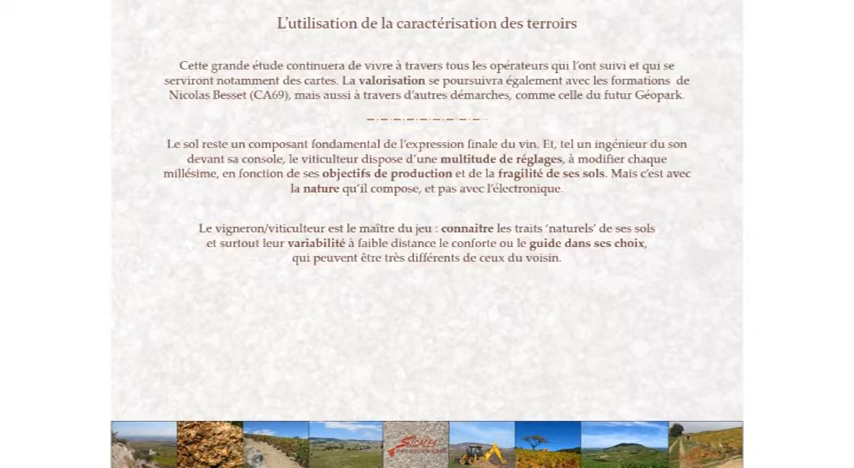 L'utilisation de la caractérisation des terroirs
Cette grande étude continuera de vivre à travers tous les opérateurs qui l'ont suivi et qui se
serviront notamment des cartes. La valorisation se poursuivra également avec les formations de
Nicolas Besset (CA69), mais aussi à travers d'autres démarches, comme celle du futur Géopark.
Le sol reste un composant fondamental de l'expression finale du vin. Et, tel un ingénieur du son
devant sa console, le viticulteur dispose d'une multitude de réglages, à modifier chaque
millésime, en fonction de ses objectifs de production et de la fragilité de ses sols. Mais c'est avec
la nature qu'il compose, et pas avec l'électronique.
Le vigneron/viticulteur est le maître du jeu : connaitre les traits 'naturels' de ses sols
et surtout leur variabilité à faible distance le conforte ou le guide dans ses choix,
qui peuvent être très différents de ceux du voisin.